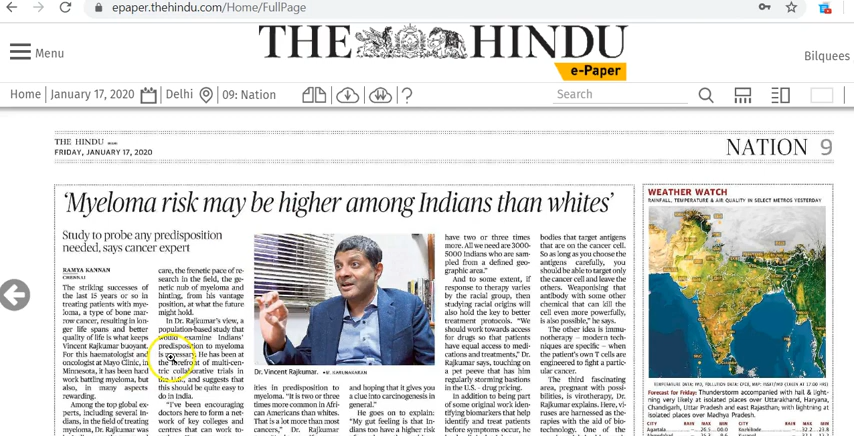 epaper.thehindu.com/Home/FullPage
Menu
THE HINDU
e-Paper
Bilquees
Home January 17, 2020 Delhi 09: Nation
Search
THE HINDU
FRIDAY, JANUARY 17, 2020
NATION 9
‘Myeloma risk may be higher among Indians than whites’
Study to probe any predisposition
needed, says cancer expert
RAMYA KANNAN
CHENNAI
The striking successes of
the last 15 years or so in
treating patients with mye-
loma, a type of bone mar-
row cancer, resulting in lon-
ger life spans and better
quality of life is what keeps
Vincent Rajkumar buoyant.
For this haematologist and
oncologist at Mayo Clinic, in
Minnesota, it has been hard
work battling myeloma, but
also, in many aspects
rewarding.
Among the top global ex-
perts, including several In-
dians, in the field of treating
myeloma, Dr. Rajkumar was
care, the frenetic pace of re-
search in the field, the ge-
netic nub of myeloma and
hinting, from his vantage
position, at what the future
might hold.
In Dr. Rajkumar's view, a
population-based study that
examine Indians'
predisposition to myeloma
He has been at
the forefront of multi-cen-
tric collaborative trials in
and suggests that
this should be quite easy to
do in India.
“I've been encouraging
doctors here to form a net-
work of key colleges and
centres that can work to-
Dr. Vincent Rajkumar.
ities in predisposition to
myeloma. “It is two or three
times more common in Afri-
can Americans than whites.
That is a lot more than most
cancers,” Dr. Rajkumar
and hoping that it gives any
a clue into carcinogenesis in
general.”
He goes on to explain:
“My gut feeling is that In-
dians too have a higher risk
have two or three times
more. All we need are 3000-
5000 Indians who are sam-
pled from a defined geo-
graphic area.”
And to some extent, if
response to therapy varies
by the racial group, then
studying racial origins will
also hold the key to better
treatment protocols. “We
should work towards access
for drugs so that patients
have equal access to medi-
cations and treatments,” Dr.
Rajkumar says, touching on
a pet peeve that has him
regularly storming bastions
in the U.S. - drug pricing.
In addition to being part
of some original work iden-
tifying biomarkers that help
identify and treat patients
before symptoms occur, he
bodies that target antigens
that are on the cancer cell.
So as long as you choose the
antigens carefully, you
should be able to target only
the cancer cell and leave the
others. Weaponising that
antibody with some other
chemical that can kill the
cell even more powerfully,
is also possible,” he says.
The other idea is immu-
notherapy – modern tech-
niques are specific – when
the patient's own T cells are
engineered to fight a parti-
cular cancer.
The third fascinating
area, pregnant with possi-
bilities, is virotherapy, Dr.
Rajkumar explains. Here, vi-
ruses are harnessed as the-
rapies with the aid of bio-
technology. One of the
WEATHER WATCH
RAINFALL, TEMPERATURE & AIR QUALITY IN SELECT METROS YESTERDAY
Forecast for Friday: Thunderstorm accompanied with hail & light-
ning very likely at isolated places over Uttarakhand, Haryana,
Chandigarh, Uttar Pradesh and east Rajasthan; with lightning at
isolated places over Madhya Pradesh.
CITY RAIN MAX MIN CITY RAIN MAX MIN
Agartala Kozhikode